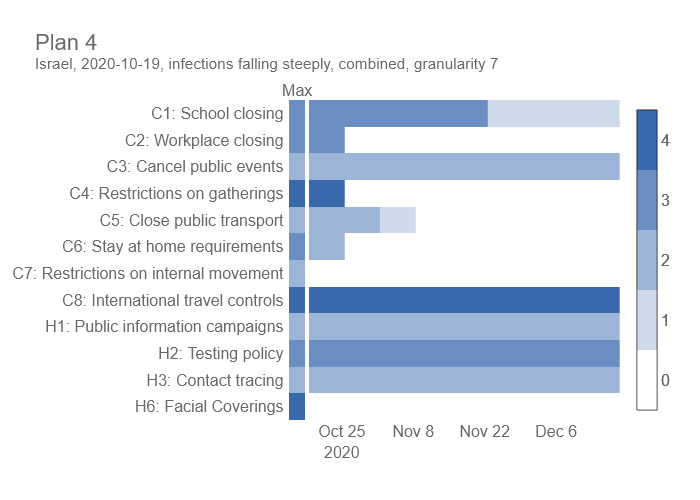 Plan 4
Israel, 2020-10-19, infections falling steeply, combined, granularity 7
Max
C1: School closing
C2: Workplace closing
C3: Cancel public events
C4: Restrictions on gatherings
C5: Close public transport
C6: Stay at home requirements
C7: Restrictions on internal movement
C8: International travel controls
H1: Public information campaigns
H2: Testing policy
H3: Contact tracing
H6: Facial Coverings
4
3
2
1
0
Oct 25 Nov 8 Nov 22 Dec 6
2020